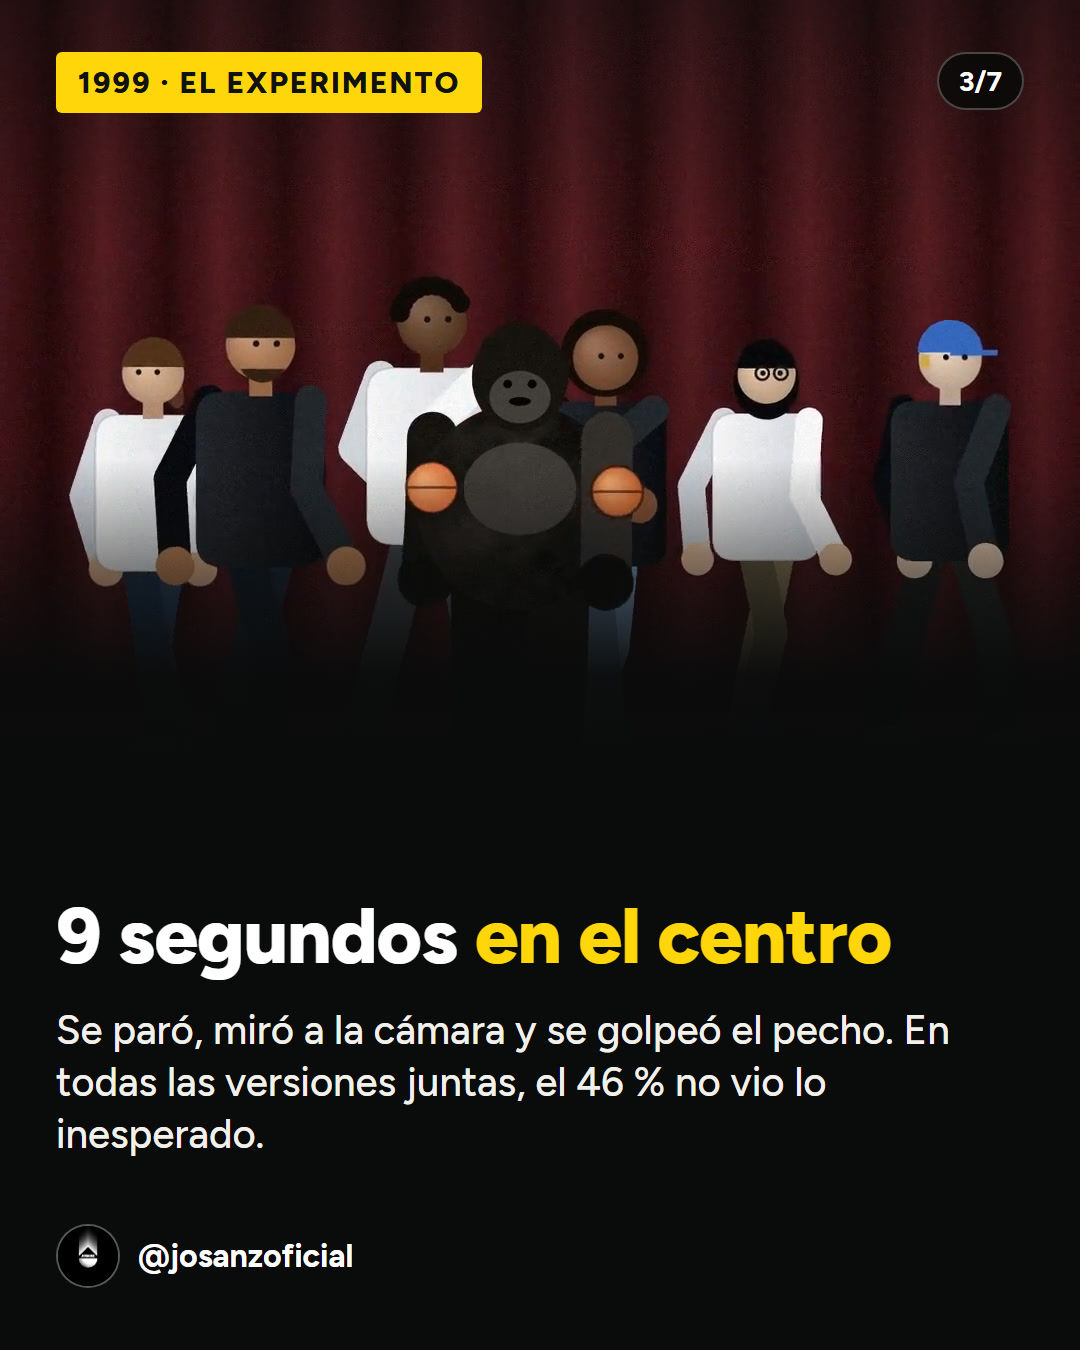 1999 · EL EXPERIMENTO
3/7
9 segundos en el centro
Se paró, miró a la cámara y se golpeó el pecho. En
todas las versiones juntas, el 46 % no vio lo
inesperado.
@josanzoficial